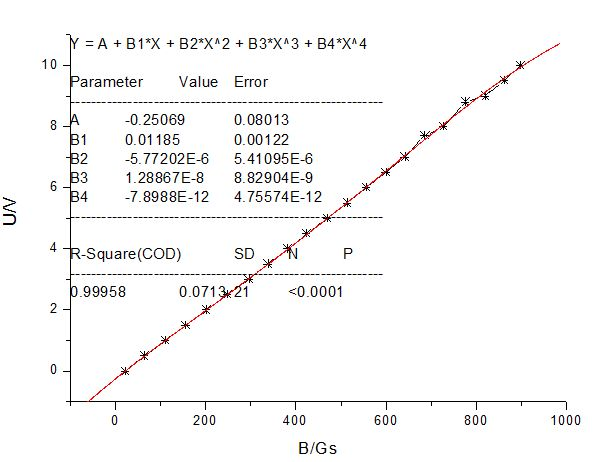 Y = A + B1*X + B2*X^2 + B3*X^3 + B4*X^4
Parameter Value Error
A -0.25069 0.08013
B1 0.01185 0.00122
B2 -5.77202E-6 5.41095E-6
B3 1.28867E-8 8.82904E-9
B4 -7.8988E-12 4.75574E-12
R-Square(COD) SD N P
0.99958 0.0713 21 <0.0001
10
8
6
4
2
0
U/V
0 200 400 600 800 1000
B/Gs